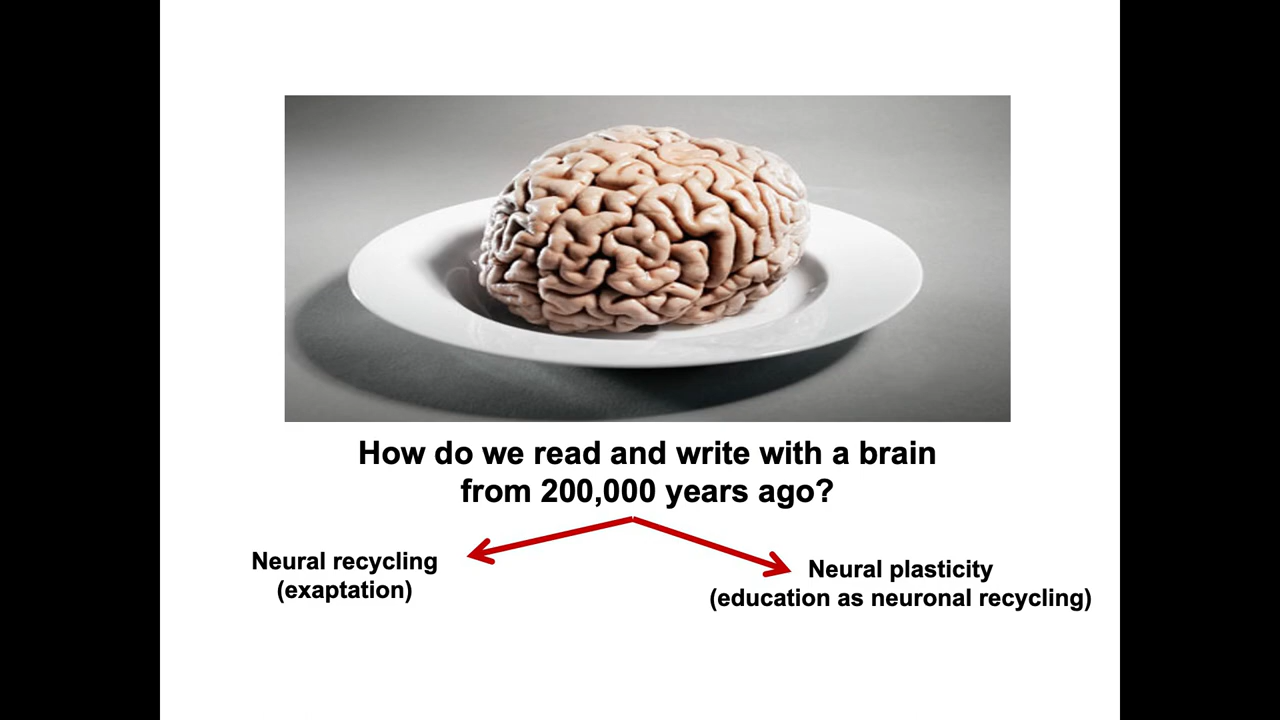 How do we read and write with a brain
from 200,000 years ago?
Neural recycling
(exaptation)
Neural plasticity
(education as neuronal recycling)